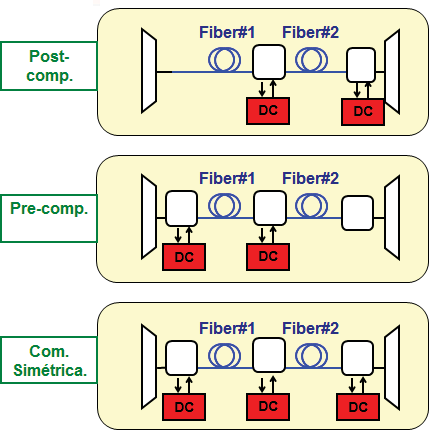 Post-
comp.
Fiber#1 Fiber#2
DC DC
Pre-comp.
Fiber#1 Fiber#2
DC DC
Com.
Simétrica.
Fiber#1 Fiber#2
DC DC DC